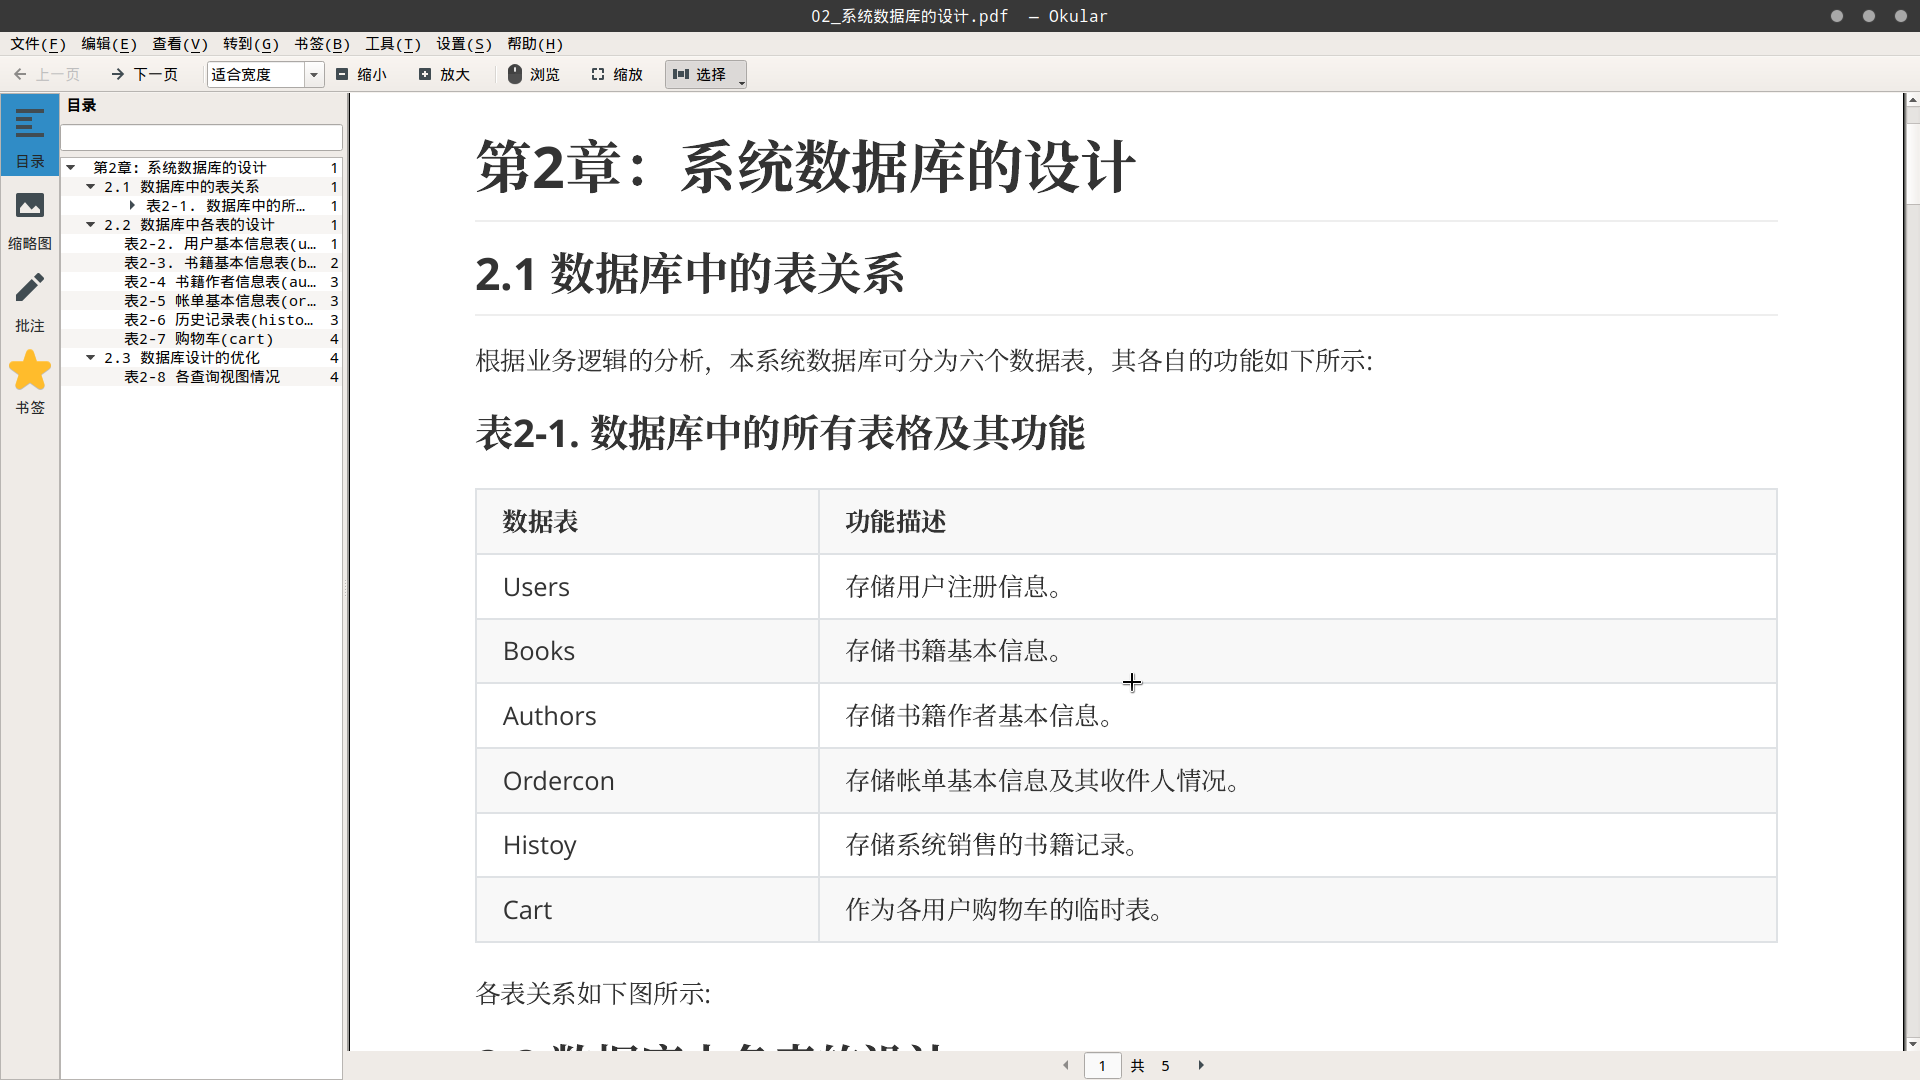 02_系统数据库的设计.pdf — Okular
文件(F) 编辑(E) 查看(V) 转到(G) 书签(B) 工具(T) 设置(S) 帮助(H)
上一页 下一页 适合宽度 缩小 放大 浏览 缩放 选择
目录
缩略图
批注
书签
目录
第2章: 系统数据库的设计 1
2.1 数据库中的表关系 1
表2-1. 数据库中的所… 1
2.2 数据库中各表的设计 1
表2-2. 用户基本信息表(u… 1
表2-3. 书籍基本信息表(b… 2
表2-4 书籍作者信息表(au… 3
表2-5 帐单基本信息表(or… 3
表2-6 历史记录表(histo… 3
表2-7 购物车(cart) 4
2.3 数据库设计的优化 4
表2-8 各查询视图情况 4
第2章：系统数据库的设计
2.1 数据库中的表关系
根据业务逻辑的分析，本系统数据库可分为六个数据表，其各自的功能如下所示:
表2-1. 数据库中的所有表格及其功能
数据表 功能描述
Users 存储用户注册信息。
Books 存储书籍基本信息。
Authors 存储书籍作者基本信息。
Ordercon 存储帐单基本信息及其收件人情况。
Histoy 存储系统销售的书籍记录。
Cart 作为各用户购物车的临时表。
各表关系如下图所示:
2.2 数据库中各表的设计
1 共 5